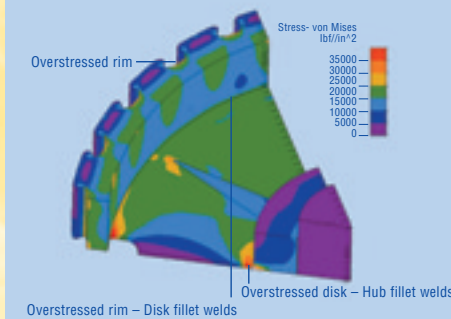 Stress- von Mises
lbf//in^2
Overstressed rim
35000
30000
25000
20000
15000
10000
5000
0
Overstressed disk – Hub fillet welds
Overstressed rim – Disk fillet welds